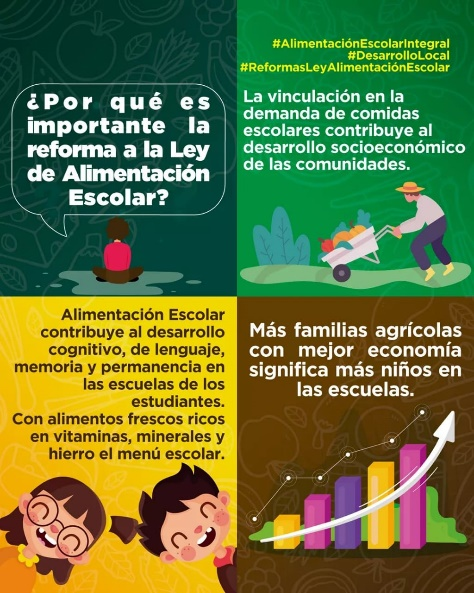 ¿Por qué es
importante la
reforma a la Ley
de Alimentación
Escolar?
#AlimentaciónEscolarIntegral
#DesarrolloLocal
#ReformasLeyAlimentaciónEscolar
La vinculación en la
demanda de comidas
escolares contribuye al
desarrollo socioeconómico
de las comunidades.
Alimentación Escolar
contribuye al desarrollo
cognitivo, de lenguaje,
memoria y permanencia en
las escuelas de los
estudiantes.
Con alimentos frescos ricos
en vitaminas, minerales y
hierro el menú escolar.
Más familias agrícolas
con mejor economía
significa más niños en
las escuelas.